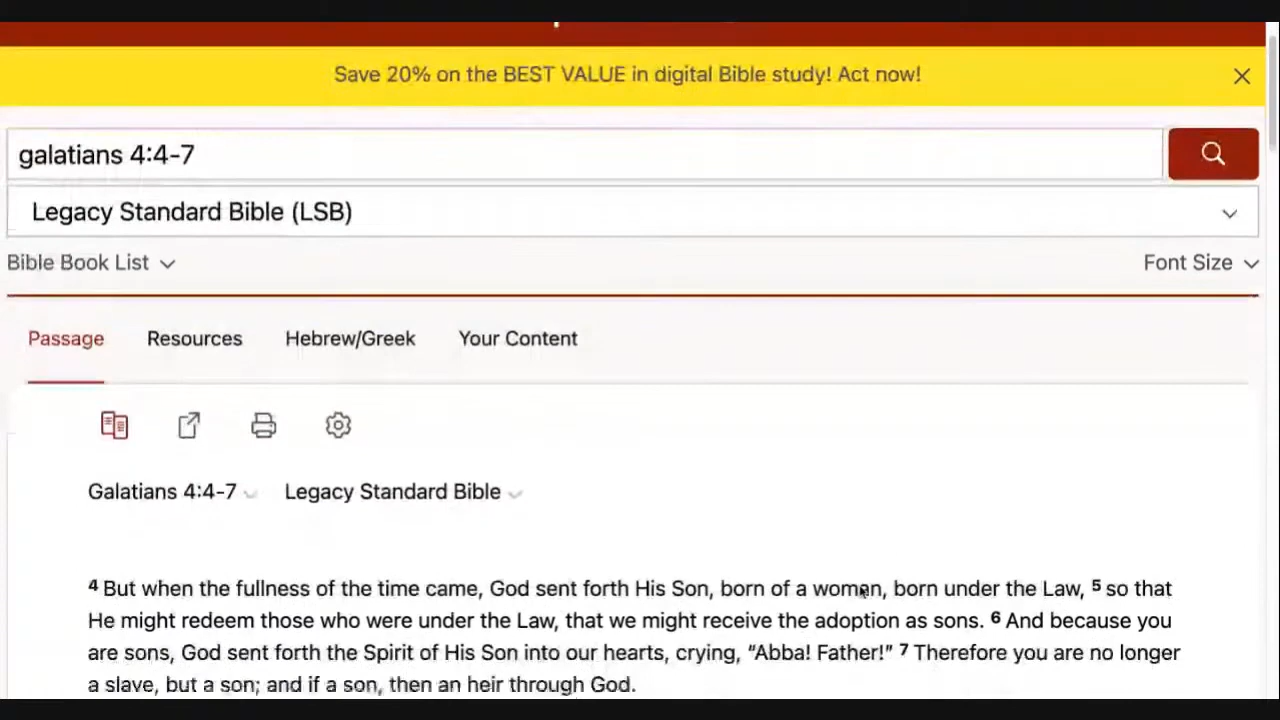 Save 20% on the BEST VALUE in digital Bible study! Act now!
galatians 4:4-7
Legacy Standard Bible (LSB)
Bible Book List
Font Size
Passage Resources Hebrew/Greek Your Content
Galatians 4:4-7 Legacy Standard Bible
4 But when the fullness of the time came, God sent forth His Son, born of a woman, born under the Law, 5 so that
He might redeem those who were under the Law, that we might receive the adoption as sons. 6 And because you
are sons, God sent forth the Spirit of His Son into our hearts, crying, “Abba! Father!” 7 Therefore you are no longer
a slave, but a son; and if a son, then an heir through God.